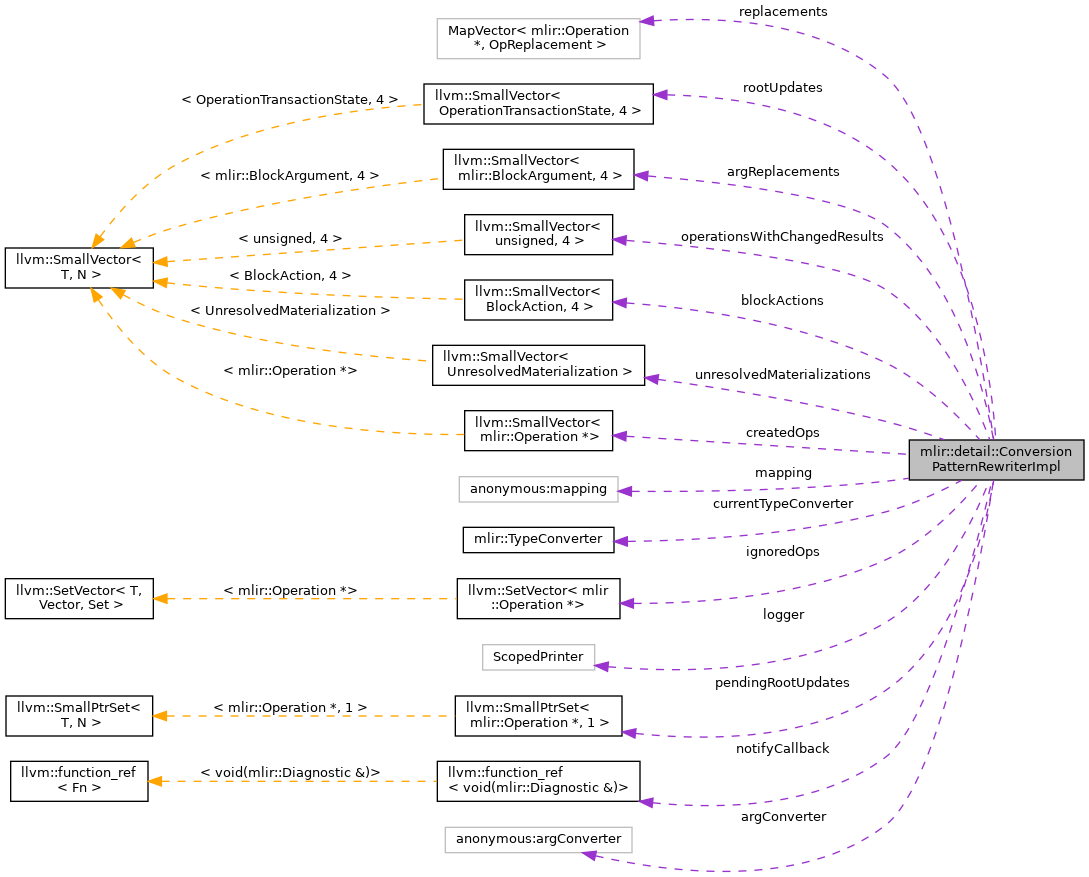 replacements
MapVector< mlir::Operation
*, OpReplacement >
rootUpdates
llvm::SmallVector<
OperationTransactionState, 4 >
< OperationTransactionState, 4 >
argReplacements
llvm::SmallVector<
mlir::BlockArgument, 4 >
< mlir::BlockArgument, 4 >
operationsWithChangedResults
llvm::SmallVector<
unsigned, 4 >
< unsigned, 4 >
llvm::SmallVector<
T, N >
blockActions
llvm::SmallVector<
BlockAction, 4 >
< BlockAction, 4 >
unresolvedMaterializations
llvm::SmallVector<
UnresolvedMaterialization >
< UnresolvedMaterialization >
createdOps
llvm::SmallVector<
mlir::Operation *>
< mlir::Operation *>
mlir::detail::Conversion
PatternRewriterImpl
mapping
anonymous:mapping
currentTypeConverter
mlir::TypeConverter
ignoredOps
llvm::SetVector< mlir
::Operation *>
< mlir::Operation *>
llvm::SetVector< T,
Vector, Set >
logger
ScopedPrinter
pendingRootUpdates
llvm::SmallPtrSet<
mlir::Operation *, 1 >
< mlir::Operation *, 1 >
llvm::SmallPtrSet<
T, N >
notifyCallback
llvm::function_ref
< void(mlir::Diagnostic &)>
< void(mlir::Diagnostic &)>
llvm::function_ref
< Fn >
argConverter
anonymous:argConverter